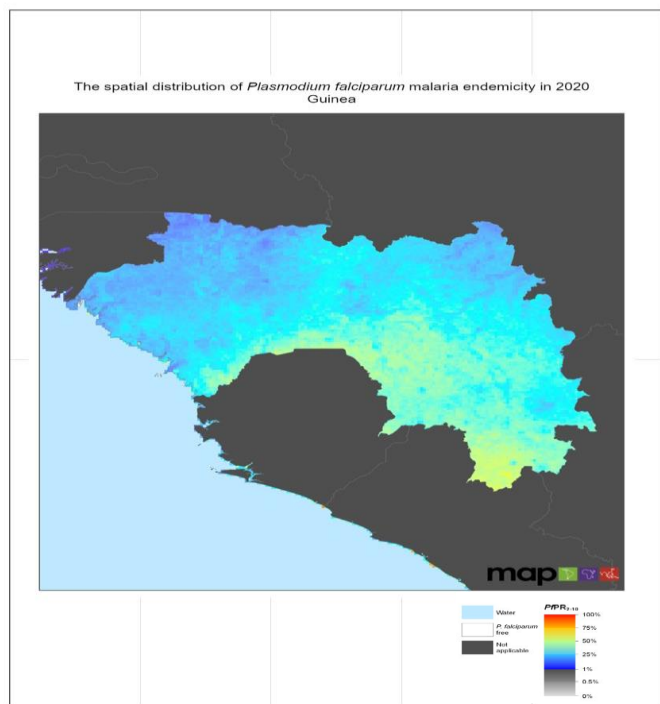 The spatial distribution of Plasmodium falciparum malaria endemicity in 2020
Guinea
map
Water
P. falciparum
free
Not
applicable
PfPR2-10
100%
75%
50%
25%
1%
0.5%
0%